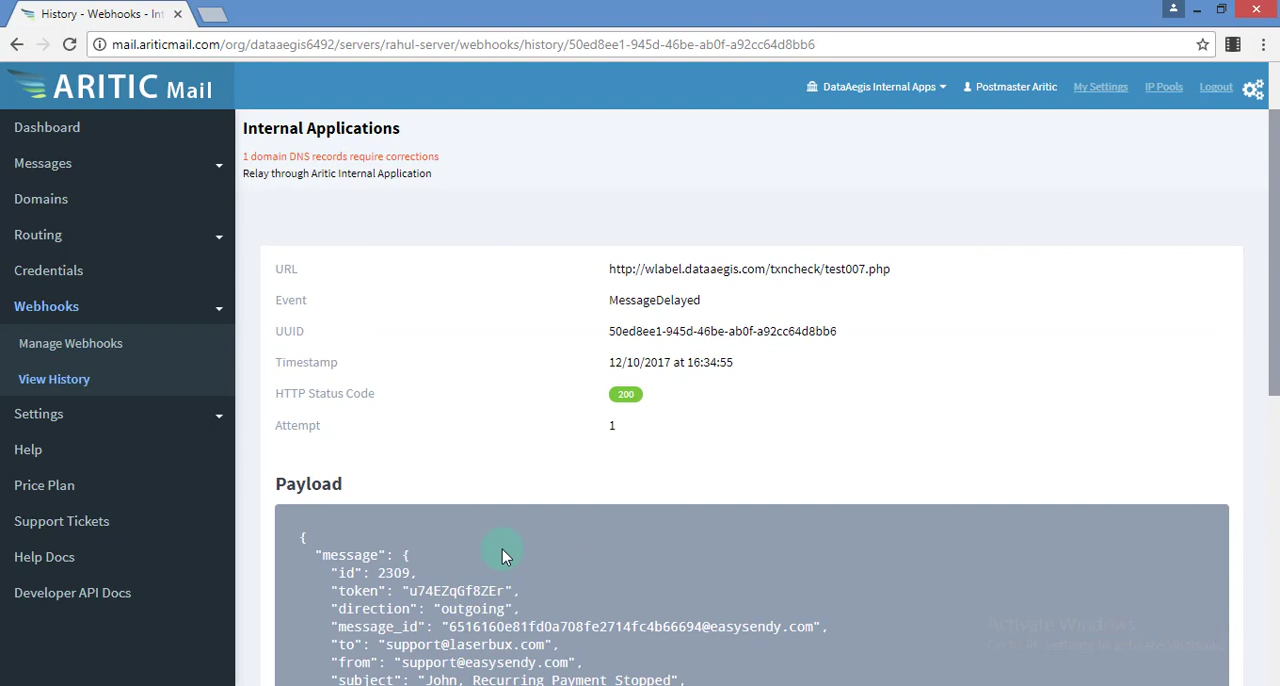 History - Webhooks - Int
mail.ariticmail.com/org/dataaegis6492/servers/rahul-server/webhooks/history/50ed8ee1-945d-46be-ab0f-a92cc64d8bb6
ARITIC Mail
DataAegis Internal Apps
Postmaster Aritic
My Settings
IP Pools
Logout
Dashboard
Messages
Domains
Routing
Credentials
Webhooks
Manage Webhooks
View History
Settings
Help
Price Plan
Support Tickets
Help Docs
Developer API Docs
Internal Applications
1 domain DNS records require corrections
Relay through Aritic Internal Application
URL http://wlabel.dataaegis.com/txncheck/test007.php
Event MessageDelayed
UUID 50ed8ee1-945d-46be-ab0f-a92cc64d8bb6
Timestamp 12/10/2017 at 16:34:55
HTTP Status Code 200
Attempt 1
Payload
{
"message": {
"id": 2309,
"token": "u74EZqGf8ZEr",
"direction": "outgoing",
"message_id": "6516160e81fd0a708fe2714fc4b66694@easysendy.com",
"to": "support@laserbux.com",
"from": "support@easysendy.com",
"subject": "John, Recurring Payment Stopped",
Activate Windows